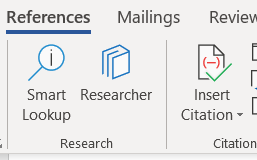 References Mailings Review
Smart Lookup
Researcher
Insert Citation
Research
Citation